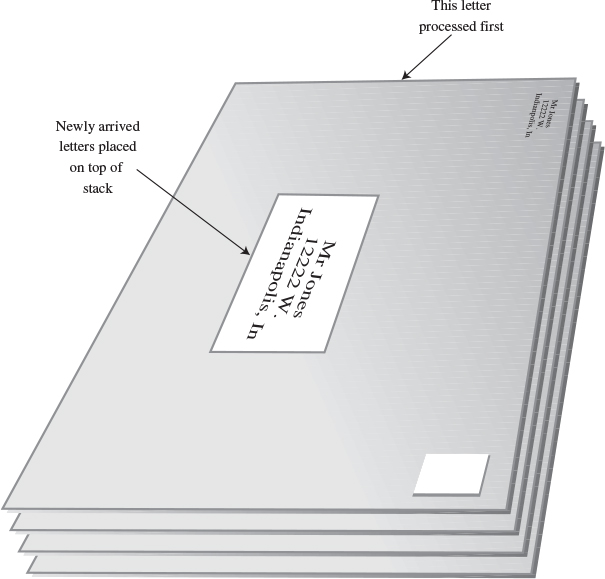 This letter
processed first
Newly arrived
letters placed
on top of
stack
Mr Jones
12222 W.
Indianapolis, In
Mr Jones
12222 W.
Indianapolis, In